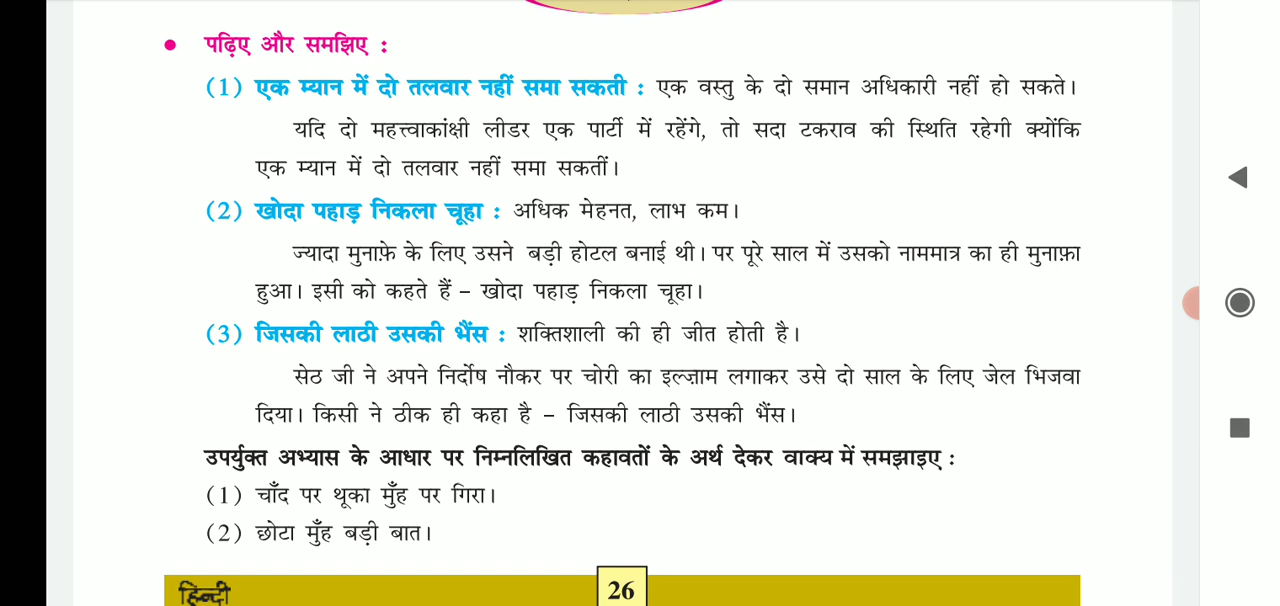 • पढ़िए और समझिए :
(1) एक म्यान में दो तलवार नहीं समा सकती : एक वस्तु के दो समान अधिकारी नहीं हो सकते।
यदि दो महत्त्वाकांक्षी लीडर एक पार्टी में रहेंगे, तो सदा टकराव की स्थिति रहेगी क्योंकि
एक म्यान में दो तलवार नहीं समा सकतीं।
(2) खोदा पहाड़ निकला चूहा : अधिक मेहनत, लाभ कम।
ज्यादा मुनाफ़े के लिए उसने बड़ी होटल बनाई थी। पर पूरे साल में उसको नाममात्र का ही मुनाफ़ा
हुआ। इसी को कहते हैं – खोदा पहाड़ निकला चूहा।
(3) जिसकी लाठी उसकी भैंस : शक्तिशाली की ही जीत होती है।
सेठ जी ने अपने निर्दोष नौकर पर चोरी का इल्ज़ाम लगाकर उसे दो साल के लिए जेल भिजवा
दिया। किसी ने ठीक ही कहा है – जिसकी लाठी उसकी भैंस।
उपर्युक्त अभ्यास के आधार पर निम्नलिखित कहावतों के अर्थ देकर वाक्य में समझाइए :
(1) चाँद पर थूका मुँह पर गिरा।
(2) छोटा मुँह बड़ी बात।
हिन्दी
26